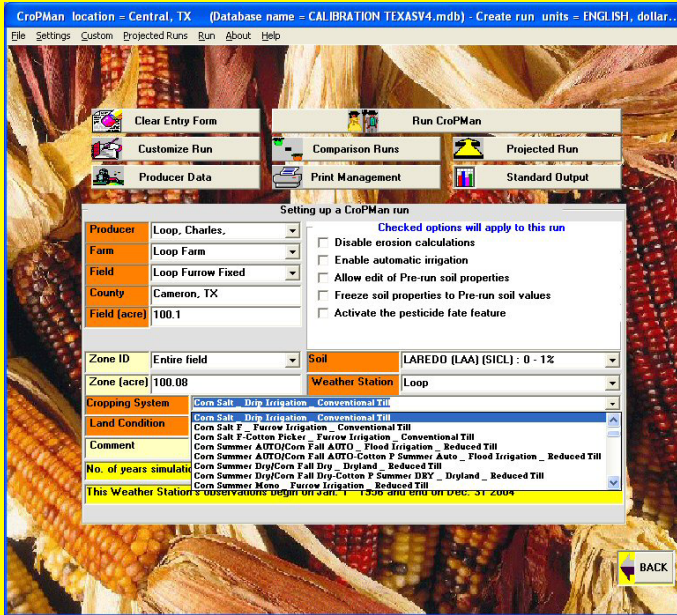 CroPMan location = Central, TX (Database name = CALIBRATION TEXASV4.mdb) - Create run units = ENGLISH, dollar...
File Settings Custom Projected Runs Run About Help
Clear Entry Form
Run CroPMan
Customize Run
Comparison Runs
Projected Run
Producer Data
Print Management
Standard Output
Setting up a CroPMan run
Producer Loop, Charles,
Farm Loop Farm
Field Loop Furrow Fixed
County Cameron, TX
Field (acre) 100.1
Checked options will apply to this run
Disable erosion calculations
Enable automatic irrigation
Allow edit of Pre-run soil properties
Freeze soil properties to Pre-run soil values
Activate the pesticide fate feature
Zone ID Entire field
Soil LAREDO (LAA) (SICL) : 0 - 1%
Zone (acre) 100.08
Weather Station Loop
Cropping System Corn Salt _ Drip Irrigation _ Conventional Till
Land Condition
Comment
No. of years simulatio
Corn Salt _ Drip Irrigation _ Conventional Till
Corn Salt F _ Furrow Irrigation _ Conventional Till
Corn Salt F-Cotton Picker _ Furrow Irrigation _ Conventional Till
Corn Summer AUTO/Corn Fall AUTO _ Flood Irrigation _ Reduced Till
Corn Summer AUTO/Corn Fall AUTO-Cotton P Summer Auto _ Flood Irrigation _ Reduced Till
Corn Summer Dry/Corn Fall Dry _ Dryland _ Reduced Till
Corn Summer Dry/Corn Fall Dry-Cotton P Summer DRY _ Dryland _ Reduced Till
Corn Summer Mono _ Furrow Irrigation _ Reduced Till
This Weather Station's observations begin on Jan. 1 1956 and end on Dec. 31 2004
BACK